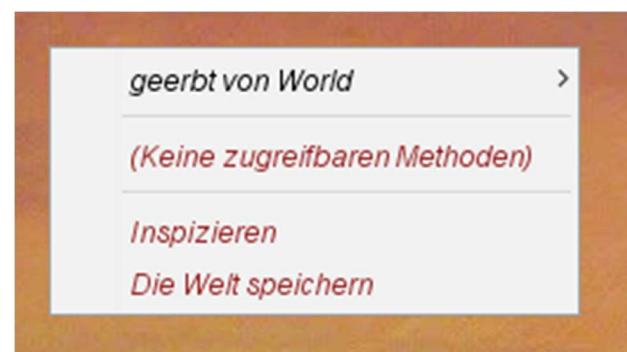 geerbt von World
(Keine zugreifbaren Methoden)
Inspizieren
Die Welt speichern